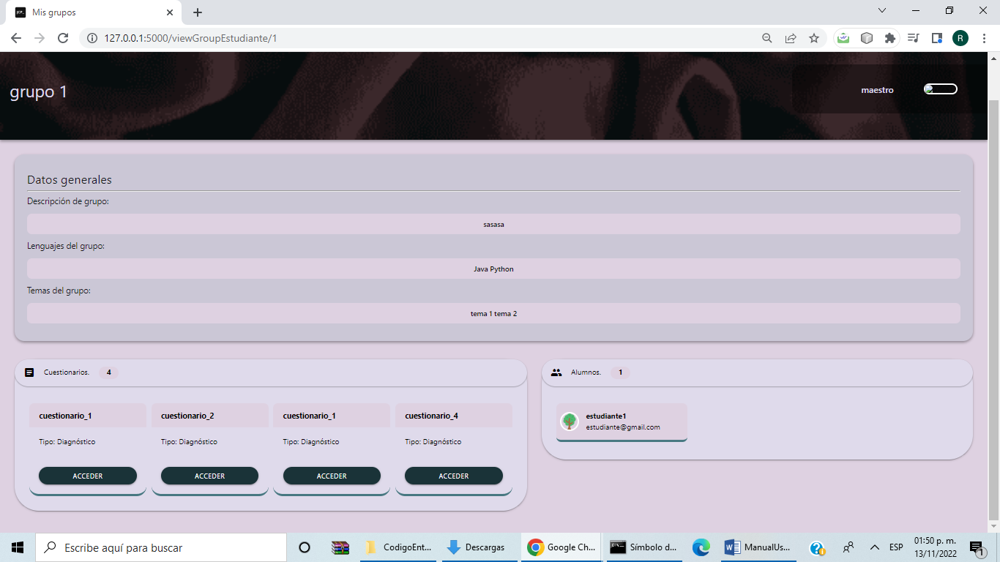 Mis grupos
127.0.0.1:5000/viewGroupEstudiante/1
R
grupo 1
maestro
Datos generales
Descripción de grupo:
sasasa
Lenguajes del grupo:
Java Python
Temas del grupo:
tema 1 tema 2
Cuestionarios. 4
Alumnos. 1
cuestionario_1 cuestionario_2 cuestionario_1 cuestionario_4
Tipo: Diagnóstico Tipo: Diagnóstico Tipo: Diagnóstico Tipo: Diagnóstico
ACCEDER ACCEDER ACCEDER ACCEDER
estudiante1
estudiante@gmail.com
Escribe aquí para buscar
CodigoEnt...
Descargas
Google Ch...
Símbolo d...
ManualUs...
ESP
01:50 p. m.
13/11/2022
1